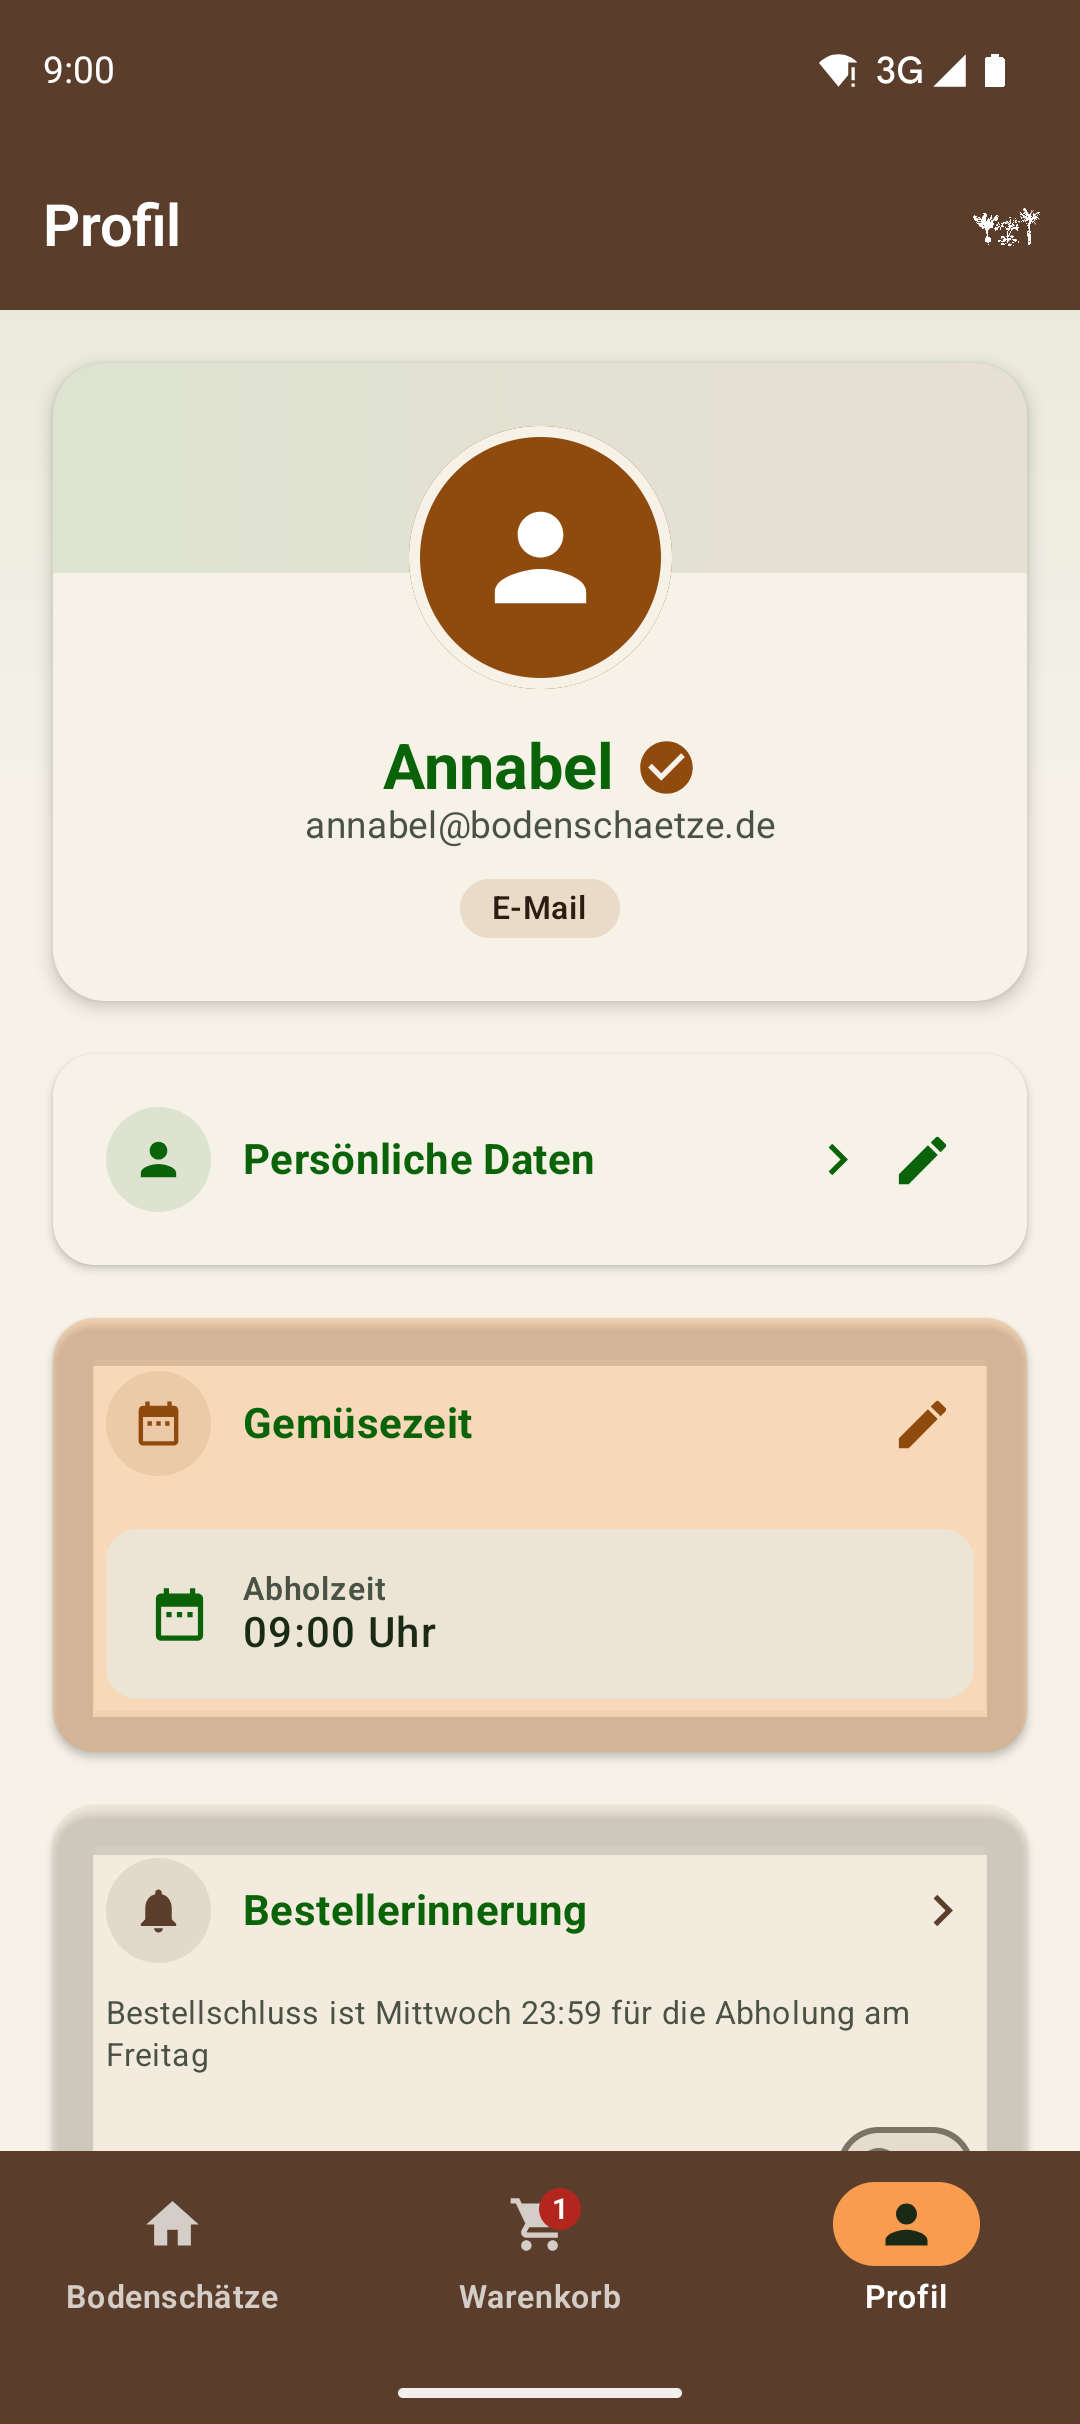 9:00
3G
Profil
Annabel
annabel@bodenschaetze.de
E-Mail
Persönliche Daten
Gemüsezeit
Abholzeit
09:00 Uhr
Bestellerinnerung
Bestellschluss ist Mittwoch 23:59 für die Abholung am
Freitag
1
Bodenschätze
Warenkorb
Profil